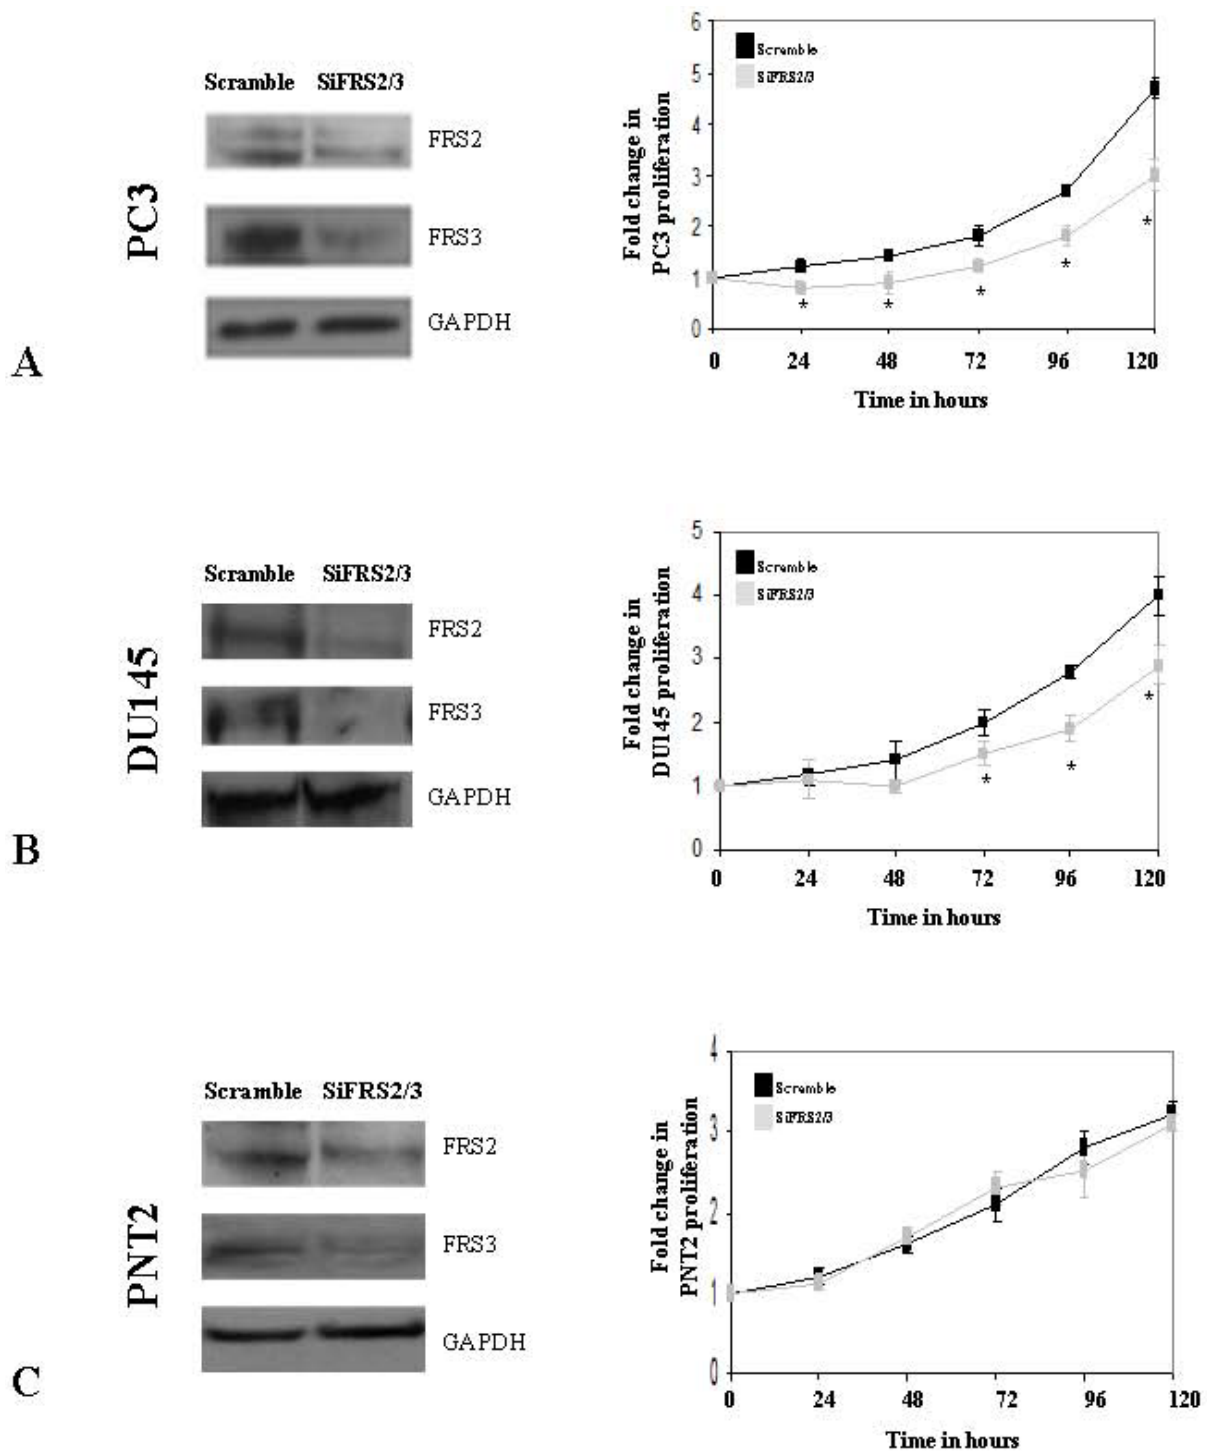 Scramble SiFRS2/3
FRS2
FRS3
GAPDH
PC3
A
6
5
4
3
2
1
0
Scramble
SiFRS2/3
Fold change in
PC3 proliferation
* * * * *
0 24 48 72 96 120
Time in hours
Scramble SiFRS2/3
FRS2
FRS3
GAPDH
DU145
B
5
4
3
2
1
0
Scramble
SiFRS2/3
Fold change in
DU145 proliferation
* * *
0 24 48 72 96 120
Time in hours
Scramble SiFRS2/3
FRS2
FRS3
GAPDH
PNT2
C
4
3
2
1
0
Scramble
SiFRS2/3
Fold change in
PNT2 proliferation
0 24 48 72 96 120
Time in hours